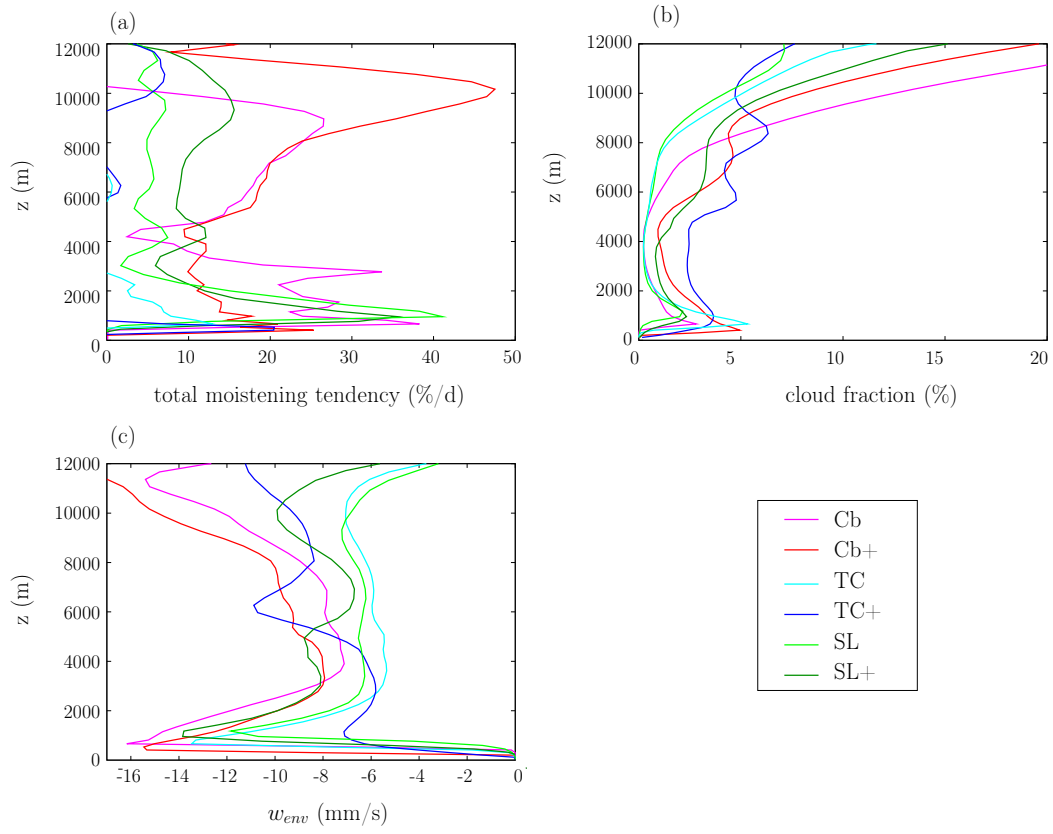 (a)
12000
10000
8000
6000
4000
2000
0
z (m)
0 10 20 30 40 50
total moistening tendency (%/d)
(b)
12000
10000
8000
6000
4000
2000
0
z (m)
0 5 10 15 20
cloud fraction (%)
(c)
12000
10000
8000
6000
4000
2000
0
z (m)
-16 -14 -12 -10 -8 -6 -4 -2 0
w_env (mm/s)
Cb
Cb+
TC
TC+
SL
SL+